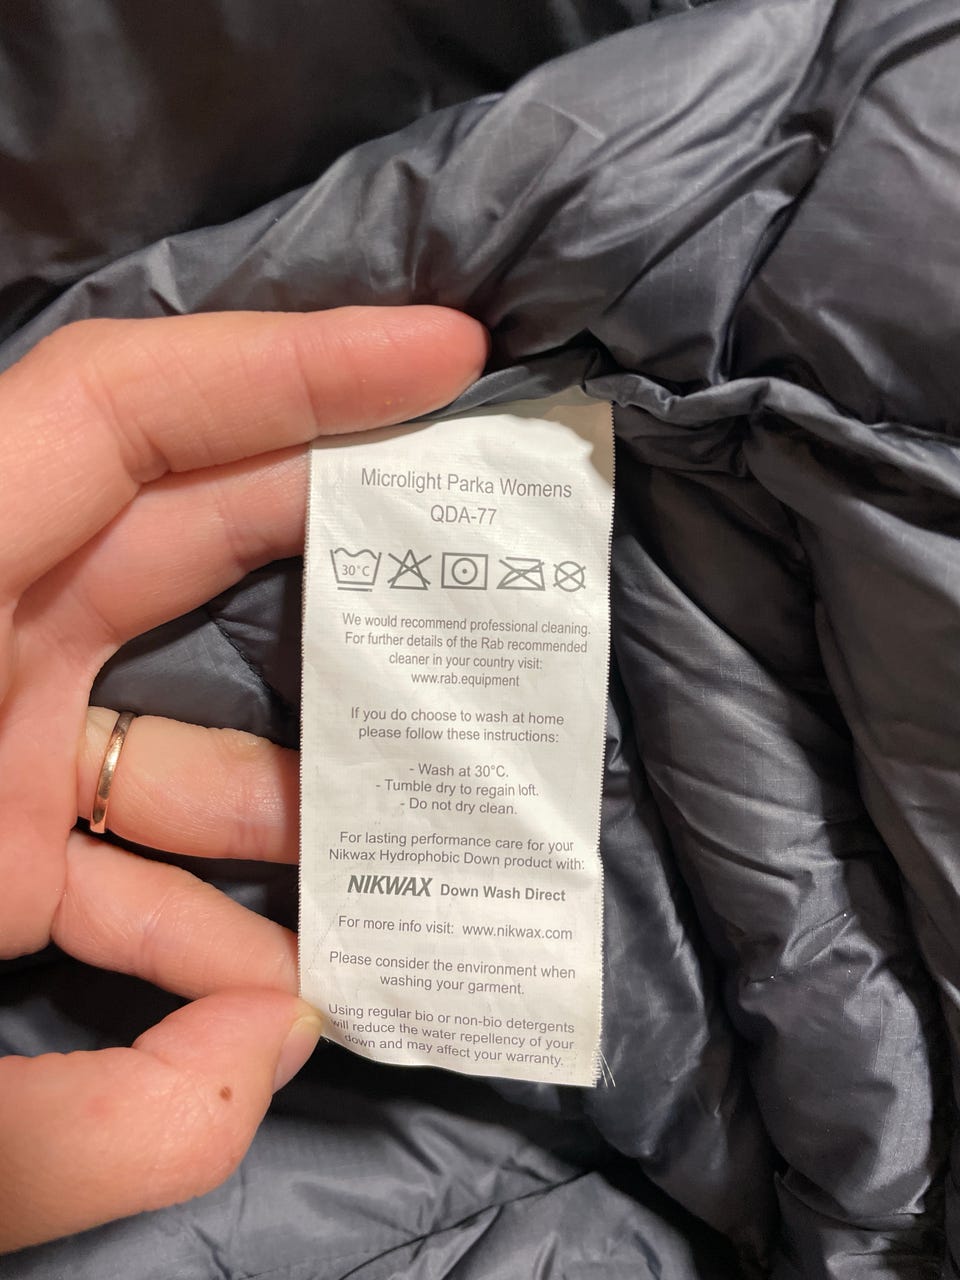 Microlight Parka Womens
QDA-77
30°C
We would recommend professional cleaning.
For further details of the Rab recommended
cleaner in your country visit:
www.rab.equipment
If you do choose to wash at home
please follow these instructions:
- Wash at 30°C.
- Tumble dry to regain loft.
- Do not dry clean.
For lasting performance care for your
Nikwax Hydrophobic Down product with:
NIKWAX Down Wash Direct
For more info visit: www.nikwax.com
Please consider the environment when
washing your garment.
Using regular bio or non-bio detergents
will reduce the water repellency of your
down and may affect your warranty.